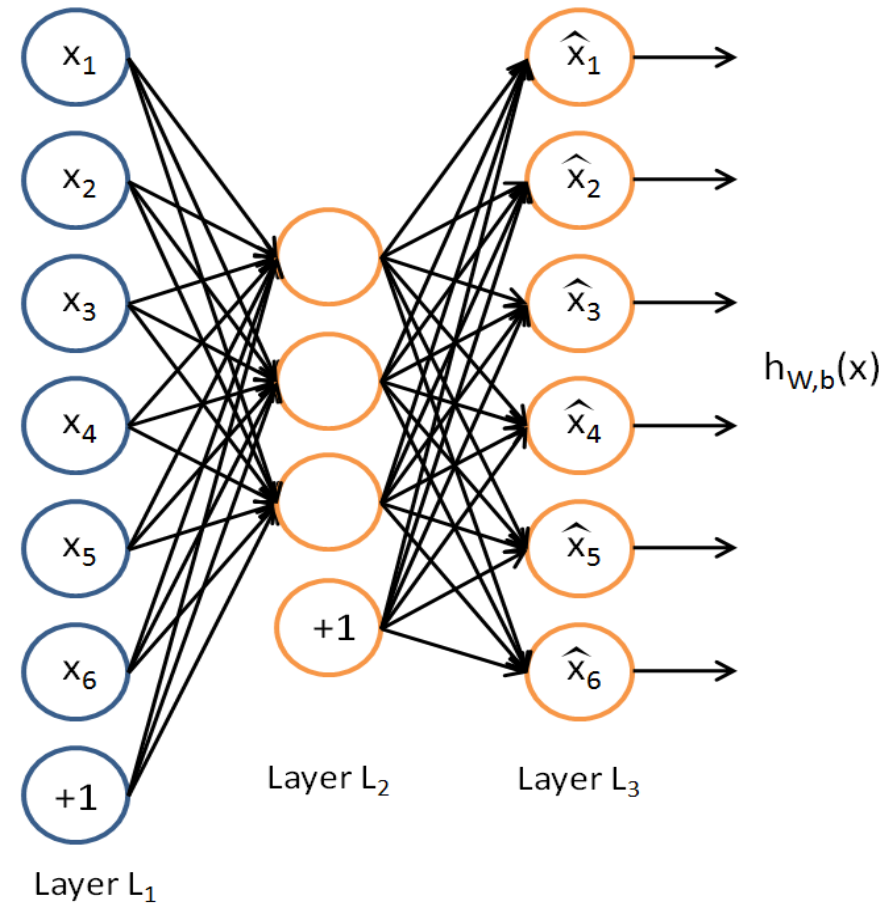 x₁
x₂
x₃
x₄
x₅
x₆
+1
Layer L₁
+1
Layer L₂
x̂₁
x̂₂
x̂₃
x̂₄
x̂₅
x̂₆
Layer L₃
h_{W,b}(x)